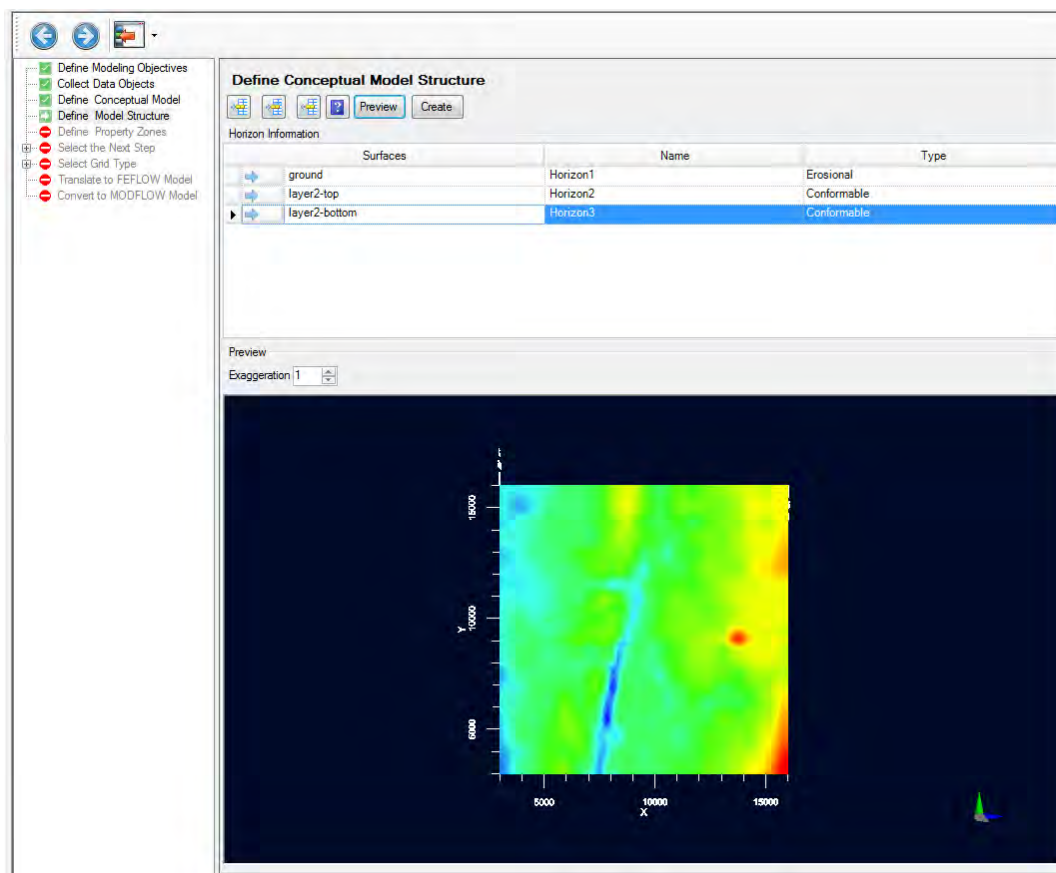 Define Modeling Objectives
Collect Data Objects
Define Conceptual Model
Define Model Structure
Define Property Zones
Select the Next Step
Select Grid Type
Translate to FEFLOW Model
Convert to MODFLOW Model
Define Conceptual Model Structure
? Preview Create
Horizon Information
Surfaces Name Type
ground Horizon1 Erosional
layer2-top Horizon2 Conformable
layer2-bottom Horizon3 Conformable
Preview
Exaggeration 1
15000
10000
Y
5000 10000 15000
X